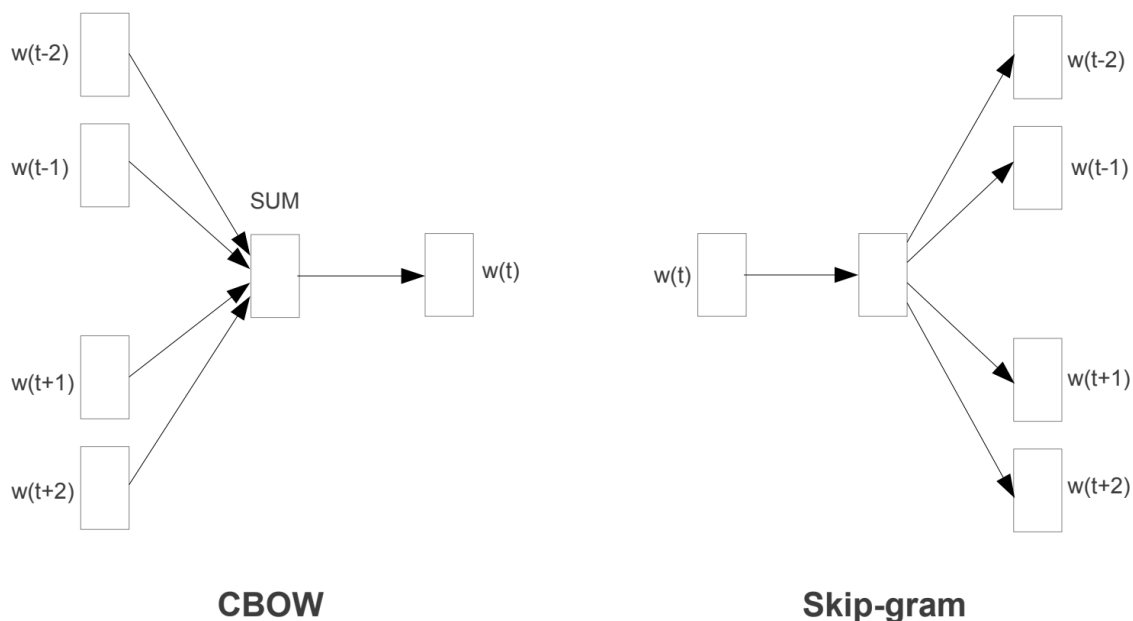 w(t-2)
w(t-1)
SUM
w(t)
w(t+1)
w(t+2)
CBOW
w(t-2)
w(t-1)
w(t)
w(t+1)
w(t+2)
Skip-gram